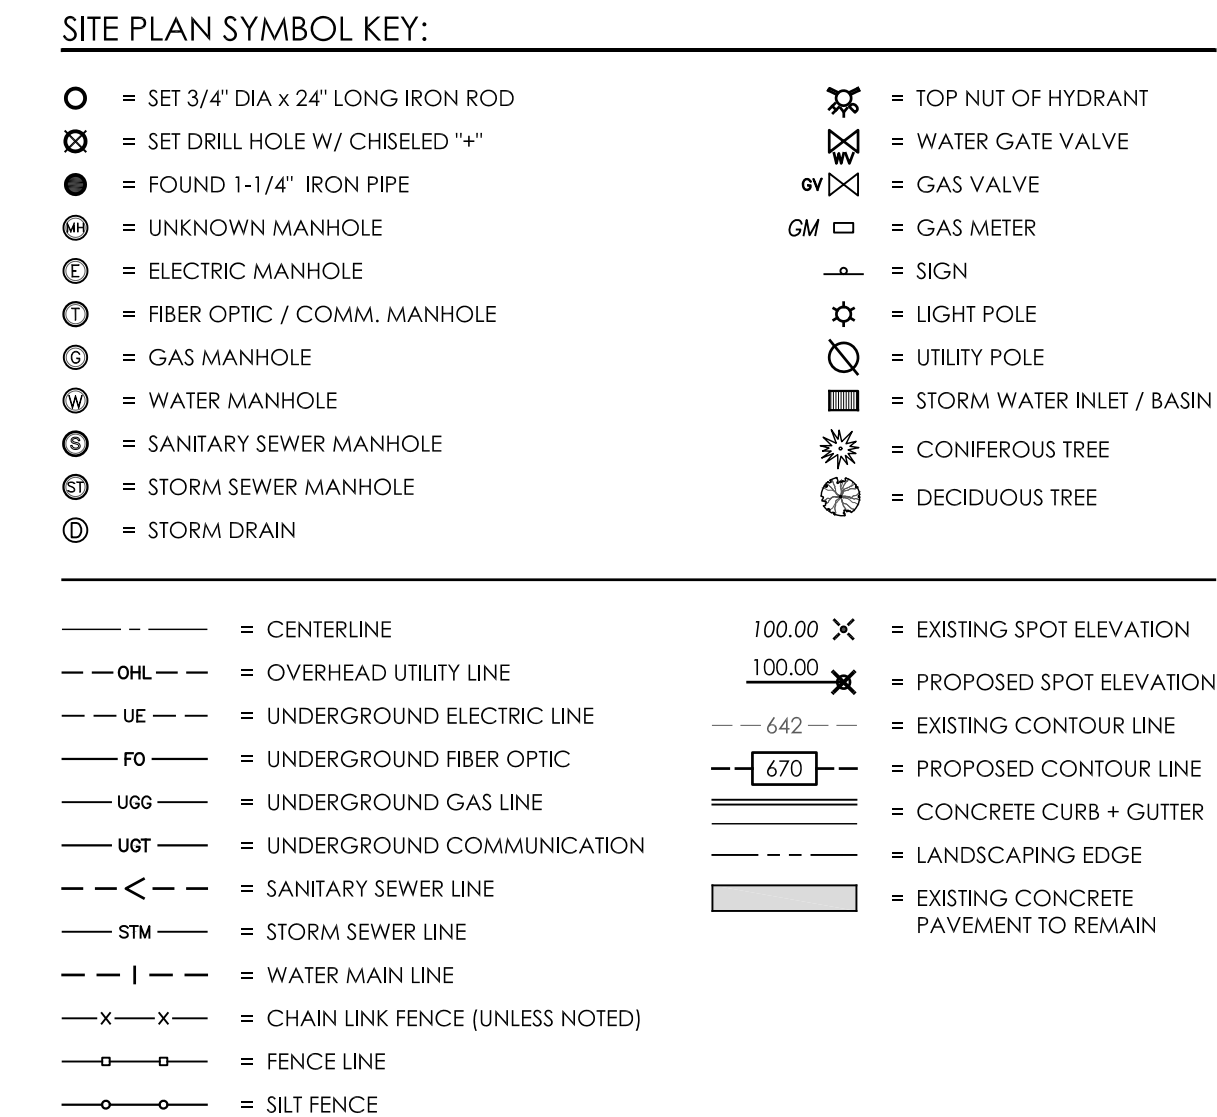 SITE PLAN SYMBOL KEY:
= SET 3/4" DIA x 24" LONG IRON ROD
= SET DRILL HOLE W/ CHISELED "+"
= FOUND 1-1/4" IRON PIPE
MH = UNKNOWN MANHOLE
E = ELECTRIC MANHOLE
T = FIBER OPTIC / COMM. MANHOLE
G = GAS MANHOLE
W = WATER MANHOLE
S = SANITARY SEWER MANHOLE
ST = STORM SEWER MANHOLE
D = STORM DRAIN
= TOP NUT OF HYDRANT
WV = WATER GATE VALVE
GV = GAS VALVE
GM = GAS METER
= SIGN
= LIGHT POLE
= UTILITY POLE
= STORM WATER INLET / BASIN
= CONIFEROUS TREE
= DECIDUOUS TREE
= CENTERLINE
OHL = OVERHEAD UTILITY LINE
UE = UNDERGROUND ELECTRIC LINE
FO = UNDERGROUND FIBER OPTIC
UGG = UNDERGROUND GAS LINE
UGT = UNDERGROUND COMMUNICATION
= SANITARY SEWER LINE
STM = STORM SEWER LINE
= WATER MAIN LINE
x x = CHAIN LINK FENCE (UNLESS NOTED)
= FENCE LINE
= SILT FENCE
100.00 = EXISTING SPOT ELEVATION
100.00 = PROPOSED SPOT ELEVATION
642 = EXISTING CONTOUR LINE
670 = PROPOSED CONTOUR LINE
= CONCRETE CURB + GUTTER
= LANDSCAPING EDGE
= EXISTING CONCRETE
PAVEMENT TO REMAIN